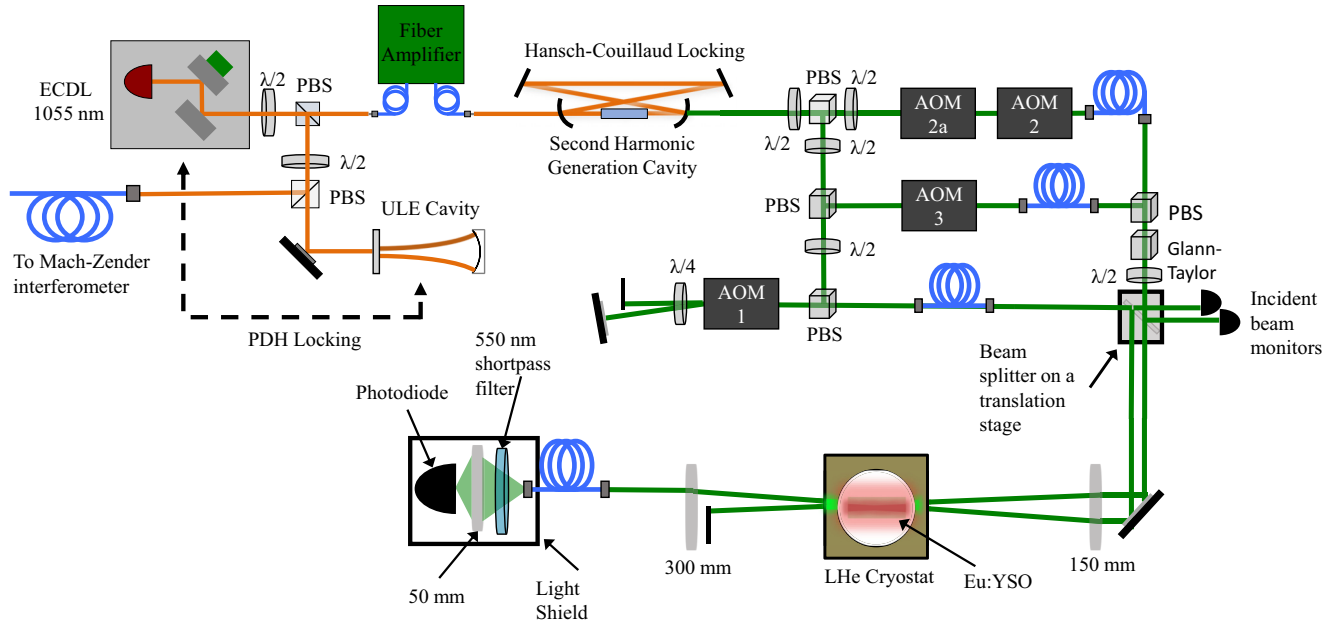 Fiber
Amplifier
Hansch-Couillaud Locking
ECDL
1055 nm
λ/2
PBS
PBS
λ/2
AOM
2a
AOM
2
λ/2
λ/2
Second Harmonic
Generation Cavity
λ/2
PBS
ULE Cavity
PBS
AOM
3
PBS
Glann-
Taylor
To Mach-Zender
interferometer
λ/2
λ/4
λ/2
AOM
1
PBS
Incident
beam
monitors
PDH Locking
550 nm
shortpass
filter
Beam
splitter on a
translation
stage
Photodiode
50 mm
Light
Shield
300 mm
LHe Cryostat
Eu:YSO
150 mm